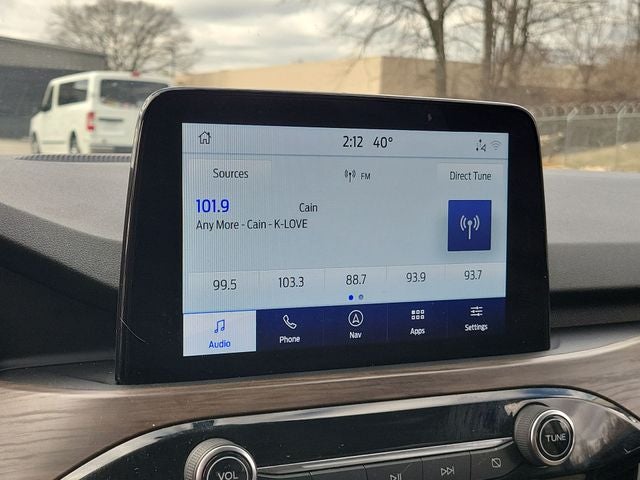 2:12 40°
Sources FM Direct Tune
101.9 Cain
Any More - Cain - K-LOVE
99.5 103.3 88.7 93.9 93.7
Audio Phone Nav Apps Settings
VOL TUNE